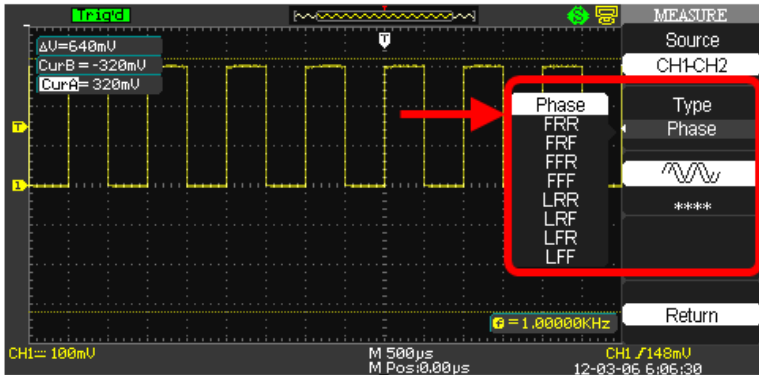 Trig'd
MEASURE
T
ΔV=640mV
CurB = -320mV
CurA= 320mV
Source
CH1-CH2
Type
Phase
Phase
FRR
FRF
FFR
FFF
LRR
LRF
LFR
LFF
T
1
****
Return
f = 1.00000KHz
CH1 100mV
M 500µs
CH1 148mV
M Pos:0.00µs
12-03-06 6:06:30
S